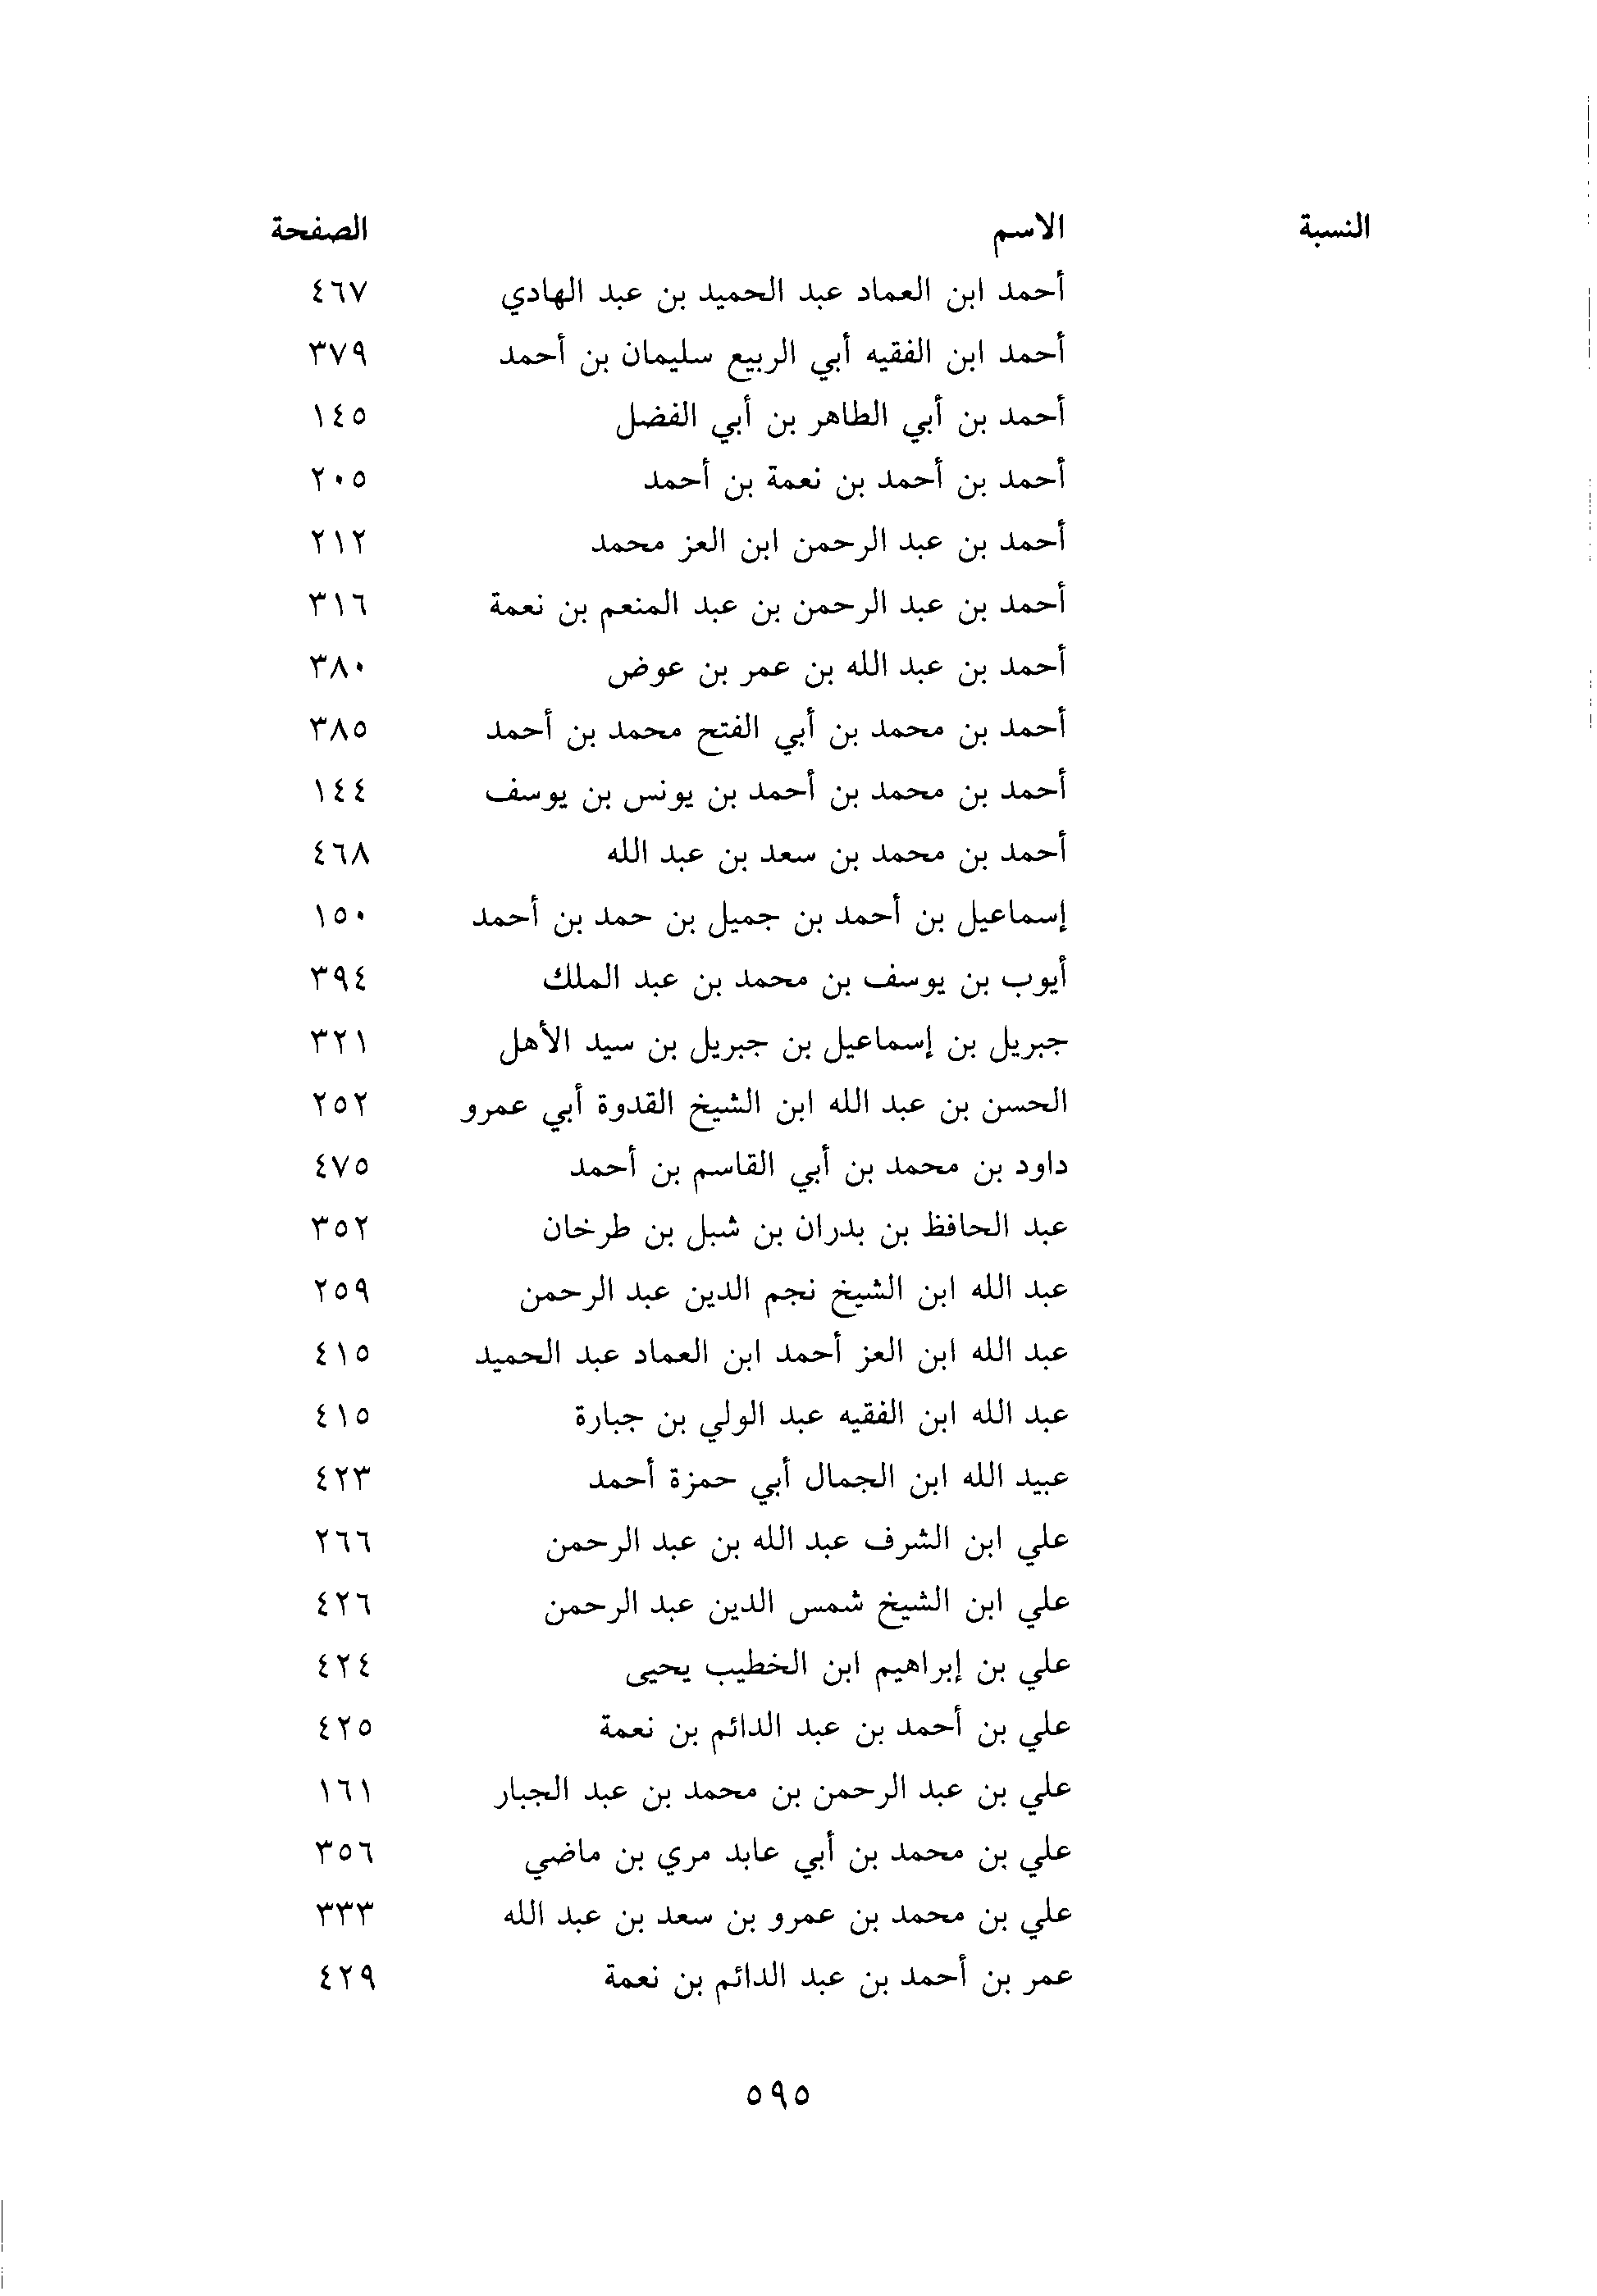 النسبة الاسم الصفحة
أحمد ابن العماد عبد الحميد بن عبد الهادي ٤٦٧
أحمد ابن الفقيه أبي الربيع سليمان بن أحمد ٣٧٩
أحمد بن أبي الطاهر بن أبي الفضل ١٤٥
أحمد بن أحمد بن نعمة بن أحمد ٢٠٥
أحمد بن عبد الرحمن ابن العز محمد ٢١٢
أحمد بن عبد الرحمن بن عبد المنعم بن نعمة ٣١٦
أحمد بن عبد الله بن عمر بن عوض ٣٨٠
أحمد بن محمد بن أبي الفتح محمد بن أحمد ٣٨٥
أحمد بن محمد بن أحمد بن يونس بن يوسف ١٤٤
أحمد بن محمد بن سعد بن عبد الله ٤٦٨
إسماعيل بن أحمد بن جميل بن حمد بن أحمد ١٥٠
أيوب بن يوسف بن محمد بن عبد الملك ٣٩٤
جبريل بن إسماعيل بن جبريل بن سيد الأهل ٣٢١
الحسن بن عبد الله ابن الشيخ القدوة أبي عمرو ٢٥٢
داود بن محمد بن أبي القاسم بن أحمد ٤٧٥
عبد الحافظ بن بدران بن شبل بن طرخان ٣٥٢
عبد الله ابن الشيخ نجم الدين عبد الرحمن ٢٥٩
عبد الله ابن العز أحمد ابن العماد عبد الحميد ٤١٥
عبد الله ابن الفقيه عبد الولي بن جبارة ٤١٥
عبيد الله ابن الجمال أبي حمزة أحمد ٤٢٣
علي ابن الشرف عبد الله بن عبد الرحمن ٢٦٦
علي ابن الشيخ شمس الدين عبد الرحمن ٤٢٦
علي بن إبراهيم ابن الخطيب يحيى ٤٢٤
علي بن أحمد بن عبد الدائم بن نعمة ٤٢٥
علي بن عبد الرحمن بن محمد بن عبد الجبار ١٦١
علي بن محمد بن أبي عابد مري بن ماضي ٣٥٦
علي بن محمد بن عمرو بن سعد بن عبد الله ٣٣٣
عمر بن أحمد بن عبد الدائم بن نعمة ٤٢٩
٥٩٥